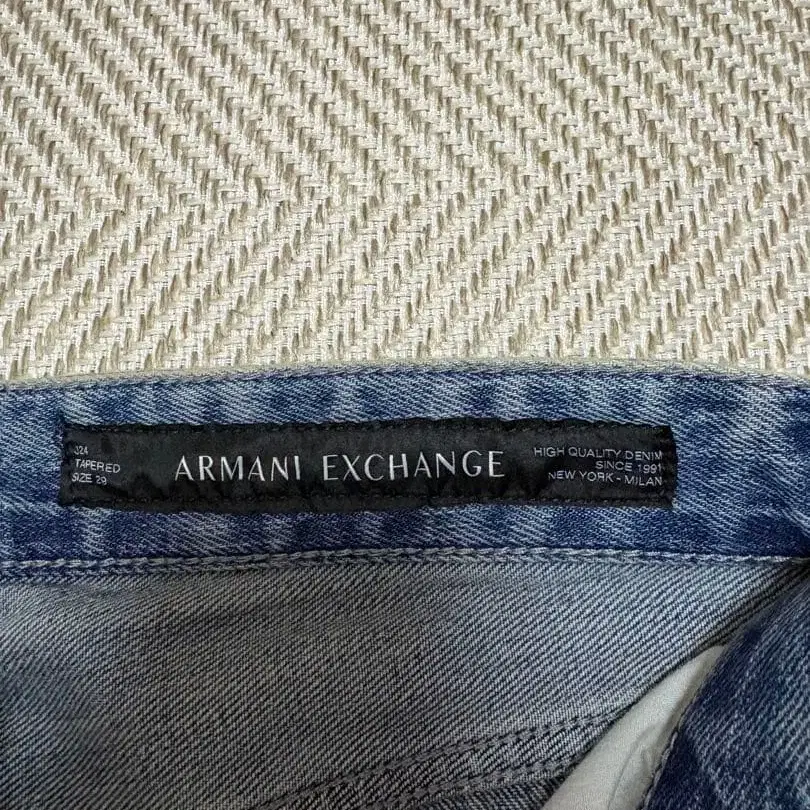 J24
TAPERED
SIZE 29
ARMANI EXCHANGE
HIGH QUALITY DENIM
SINCE 1991
NEW YORK - MILAN